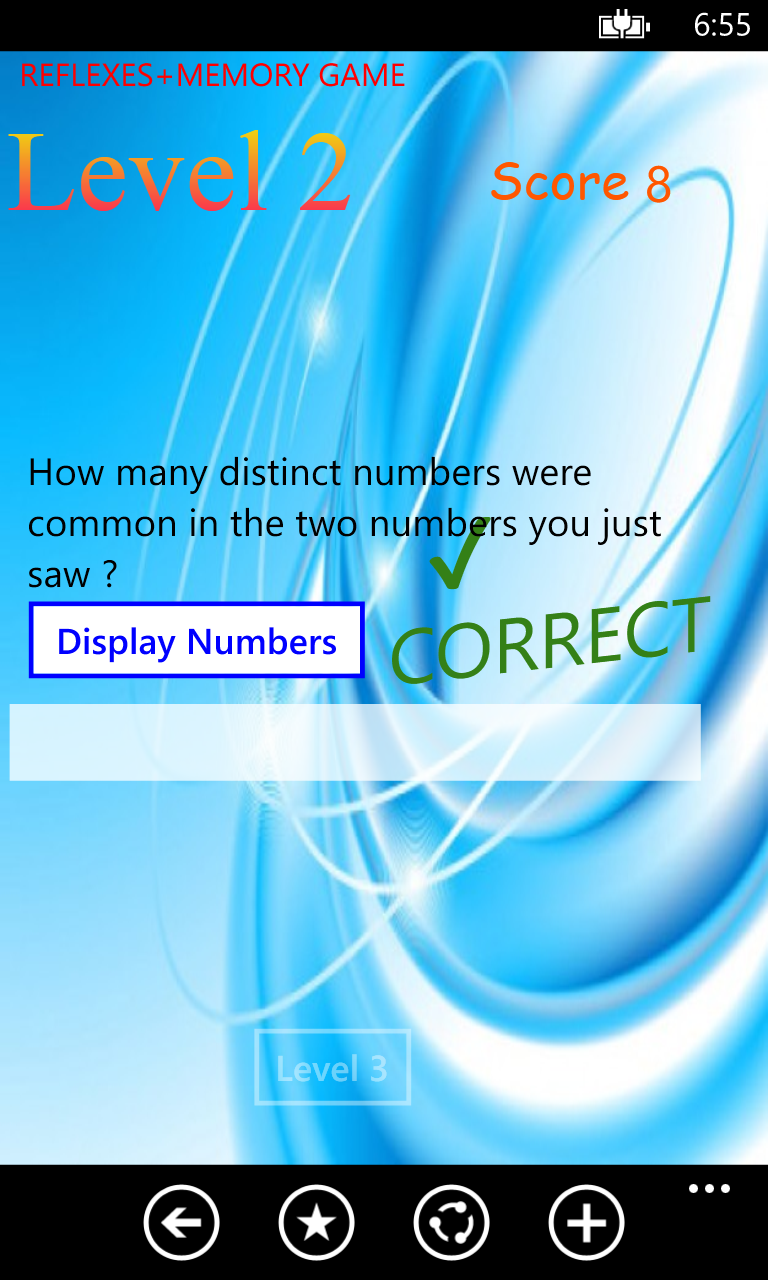 6:55
REFLEXES+MEMORY GAME
Level 2
Score 8
How many distinct numbers were
common in the two numbers you just
saw ?
Display Numbers
CORRECT
Level 3